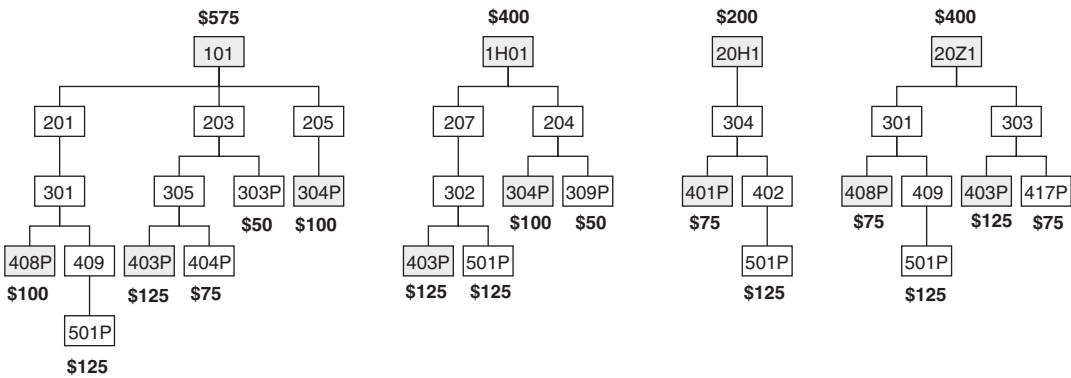 $575 $400 $200 $400
101 1H01 20H1 20Z1
201 203 205 207 204 304 301 303
301 305 303P 304P 302 304P 309P 401P 402 408P 409 403P 417P
$50 $100 $100 $50 $75 $75 $125 $75
408P 409 403P 404P 403P 501P 501P 501P
$100 $125 $75 $125 $125 $125 $125
501P
$125